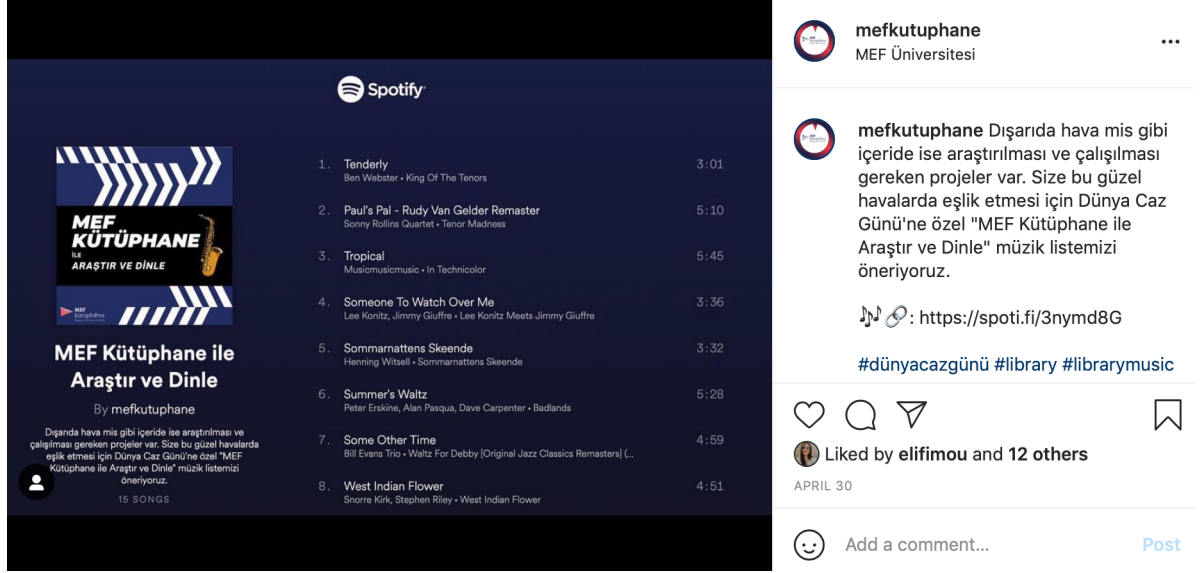 Spotify
MEF
KÜTÜPHANE
İLE
ARAŞTIR VE DİNLE
MEF
kütüphane
MEF Kütüphane ile
Araştır ve Dinle
By mefkutuphane
Dışarıda hava mis gibi içeride ise araştırılması ve
çalışılması gereken projeler var. Size bu güzel havalarda
eşlik etmesi için Dünya Caz Günü'ne özel "MEF
Kütüphane ile Araştır ve Dinle" müzik listemizi
öneriyoruz.
15 SONGS
1. Tenderly 3:01
Ben Webster • King Of The Tenors
2. Paul's Pal - Rudy Van Gelder Remaster 5:10
Sonny Rollins Quartet • Tenor Madness
3. Tropical 5:45
Musicmusicmusic • In Technicolor
4. Someone To Watch Over Me 3:36
Lee Konitz, Jimmy Giuffre • Lee Konitz Meets Jimmy Giuffre
5. Sommarnattens Skeende 3:32
Henning Witsell • Sommarnattens Skeende
6. Summer's Waltz 5:28
Peter Erskine, Alan Pasqua, Dave Carpenter • Badlands
7. Some Other Time 4:59
Bill Evans Trio • Waltz For Debby [Original Jazz Classics Remasters] (...
8. West Indian Flower 4:51
Snorre Kirk, Stephen Riley • West Indian Flower
mefkutuphane
MEF Üniversitesi
mefkutuphane Dışarıda hava mis gibi
içeride ise araştırılması ve çalışılması
gereken projeler var. Size bu güzel
havalarda eşlik etmesi için Dünya Caz
Günü'ne özel "MEF Kütüphane ile
Araştır ve Dinle" müzik listemizi
öneriyoruz.
🎶🔗: https://spoti.fi/3nymd8G
#dünyacazgünü #library #librarymusic
Liked by elifimou and 12 others
APRIL 30
Add a comment...
Post